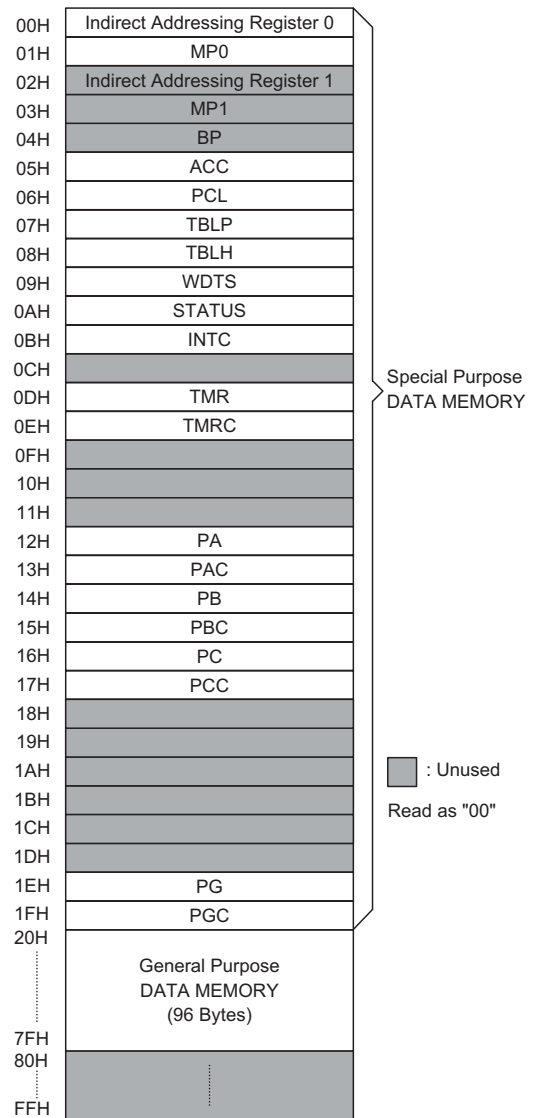 00H Indirect Addressing Register 0
01H MP0
02H Indirect Addressing Register 1
03H MP1
04H BP
05H ACC
06H PCL
07H TBLP
08H TBLH
09H WDTS
0AH STATUS
0BH INTC
0CH
0DH TMR
0EH TMRC
0FH
10H
11H
12H PA
13H PAC
14H PB
15H PBC
16H PC
17H PCC
18H
19H
1AH
1BH
1CH
1DH
1EH PG
1FH PGC
20H
General Purpose
DATA MEMORY
(96 Bytes)
7FH
80H
FFH
Special Purpose
DATA MEMORY
: Unused
Read as "00"